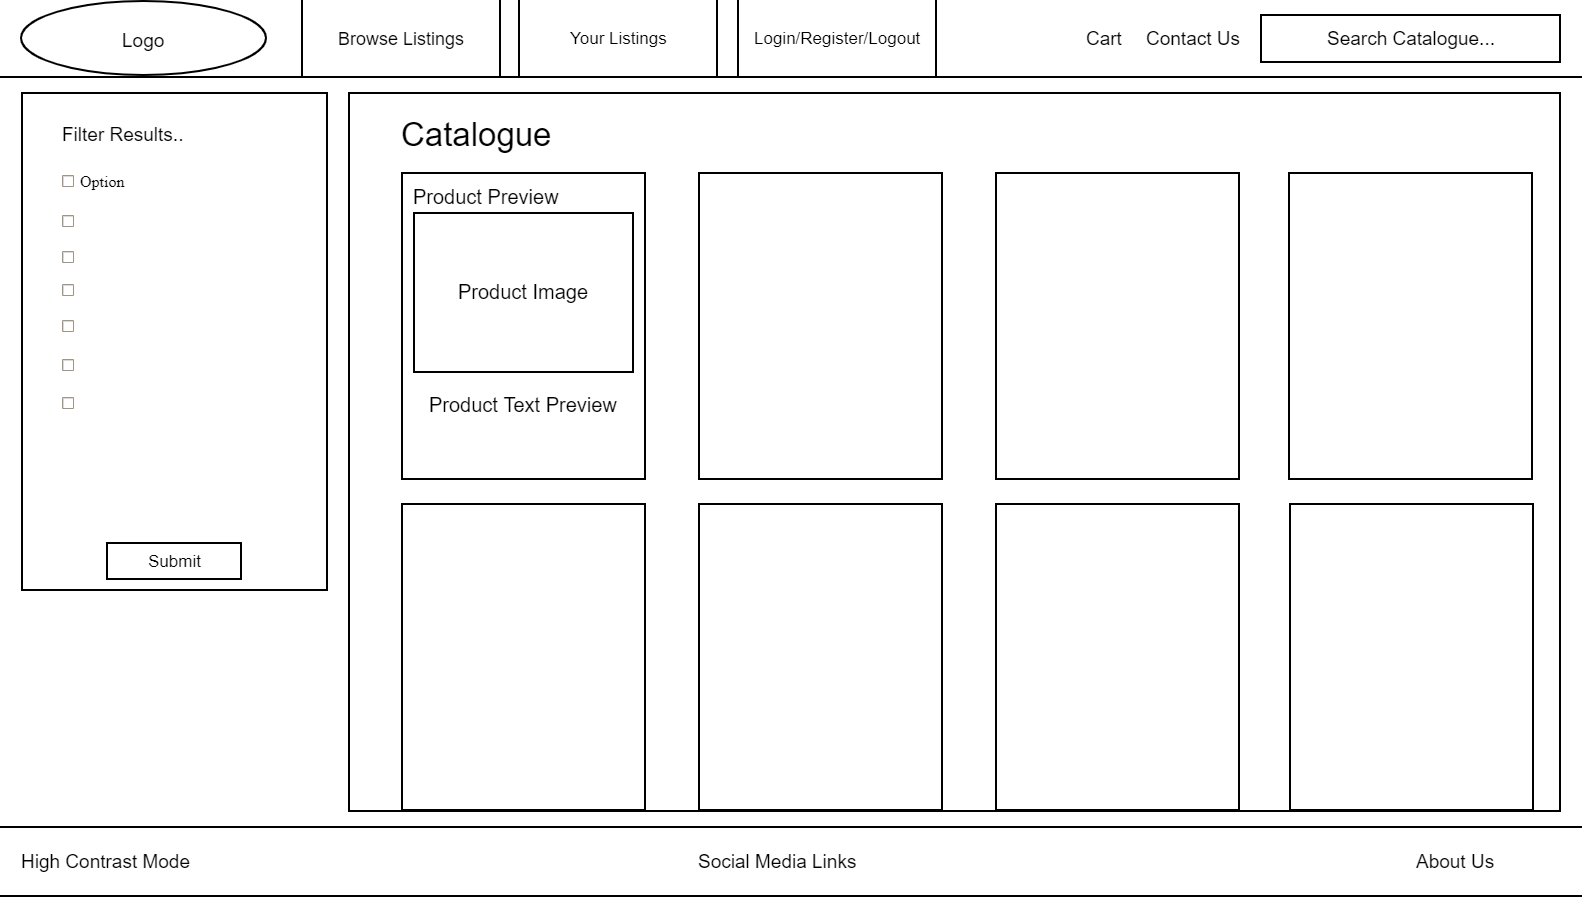 Logo
Browse Listings
Your Listings
Login/Register/Logout
Cart
Contact Us
Search Catalogue...
Filter Results..
Option
Submit
Catalogue
Product Preview
Product Image
Product Text Preview
High Contrast Mode
Social Media Links
About Us